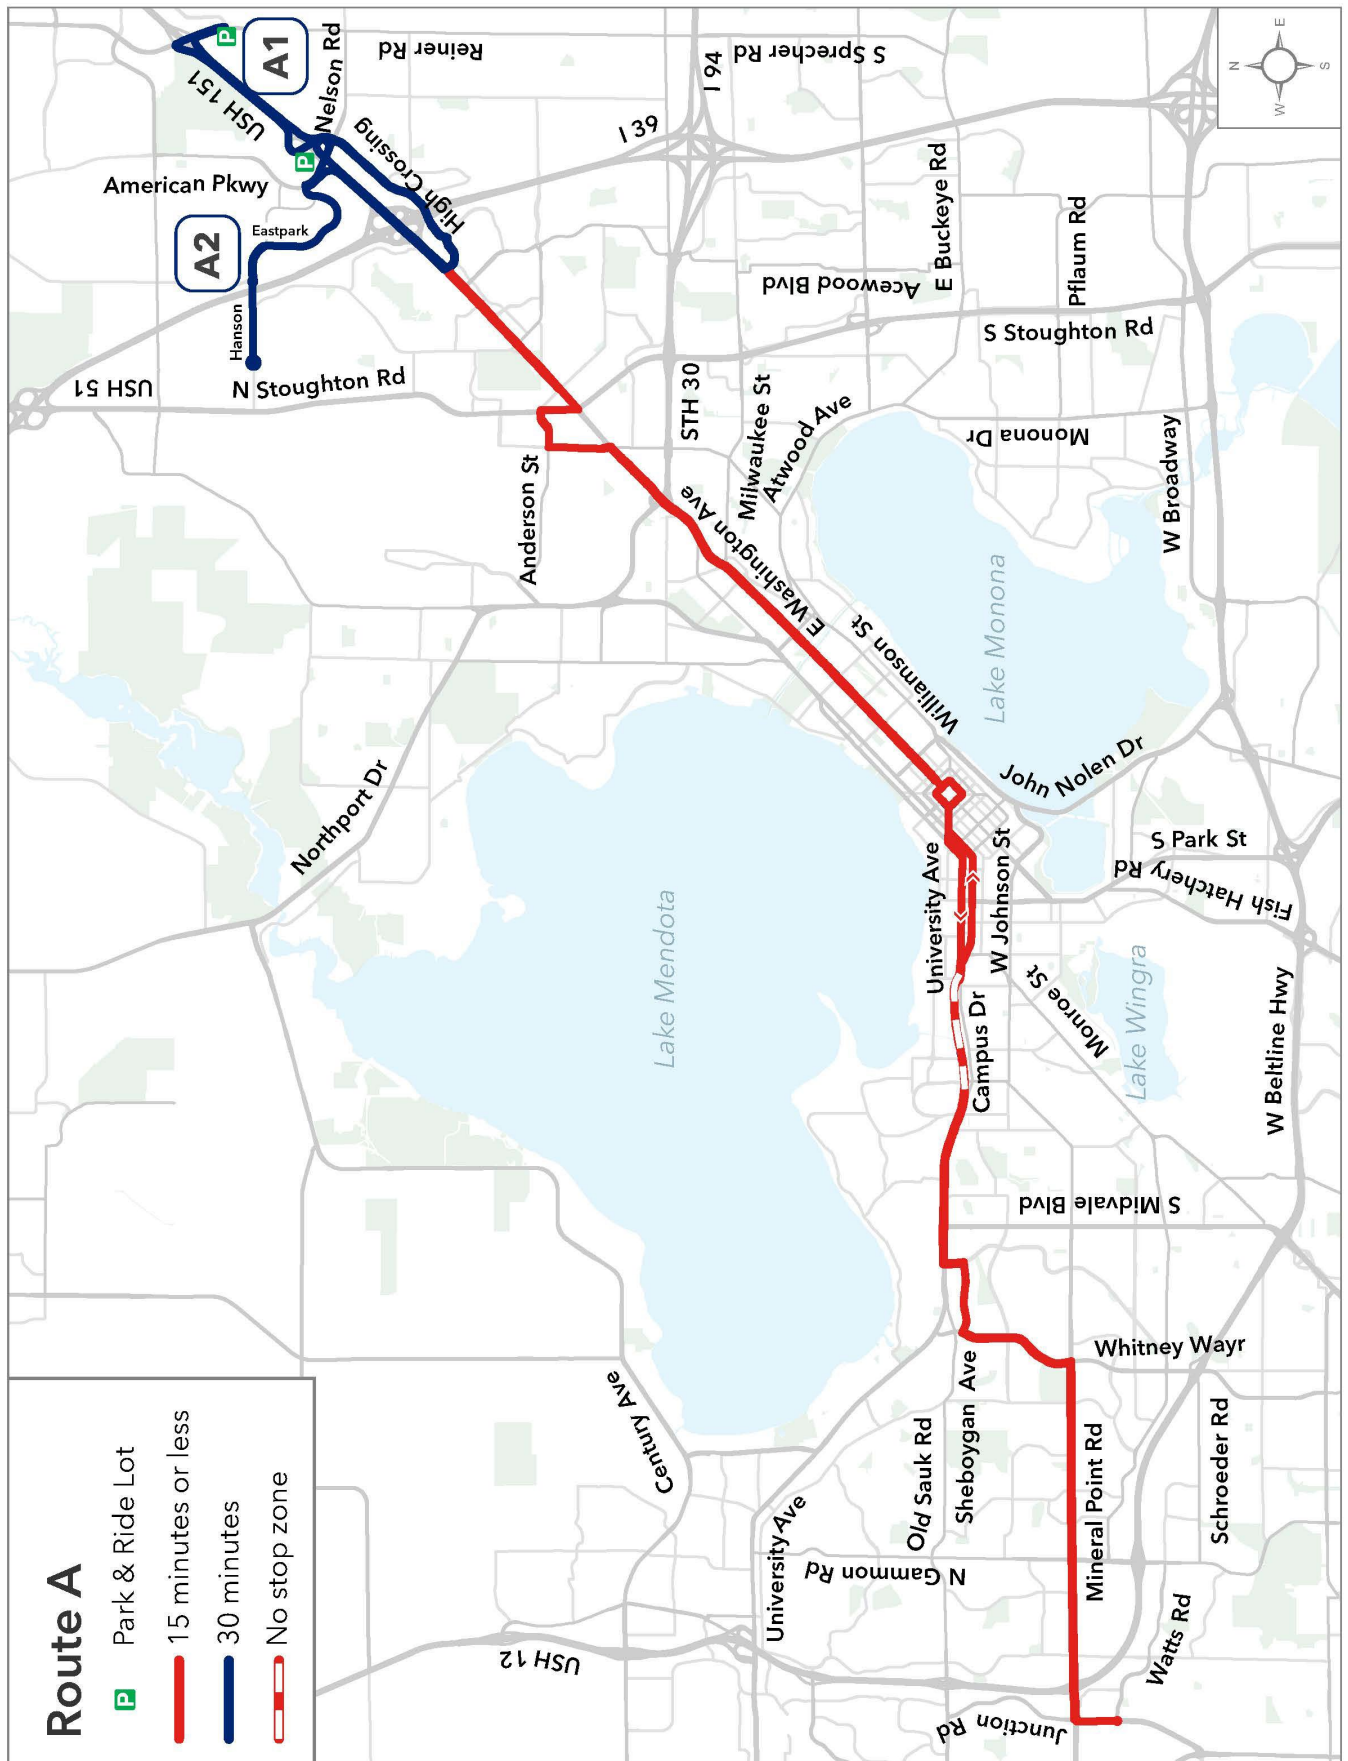 Route A
P Park & Ride Lot
15 minutes or less
30 minutes
No stop zone
A1
A2
P
P
USH 151
Nelson Rd
Reiner Rd
High Crossing
American Pkwy
Eastpark
Hanson
N Stoughton Rd
USH 51
I 39
I 94
S Sprecher Rd
E Buckeye Rd
Acewood Blvd
Pflaum Rd
S Stoughton Rd
STH 30
Milwaukee St
Atwood Ave
Monona Dr
W Broadway
Anderson St
E Washington Ave
Williamson St
Lake Monona
John Nolen Dr
Northport Dr
Lake Mendota
University Ave
W Johnson St
S Park St
Fish Hatchery Rd
Monroe St
Lake Wingra
Campus Dr
W Beltline Hwy
S Midvale Blvd
Whitney Wayr
Century Ave
Sheboygan Ave
Old Sauk Rd
Mineral Point Rd
Schroeder Rd
University Ave
N Gammon Rd
USH 12
Watts Rd
Junction Rd
N
E
S
W